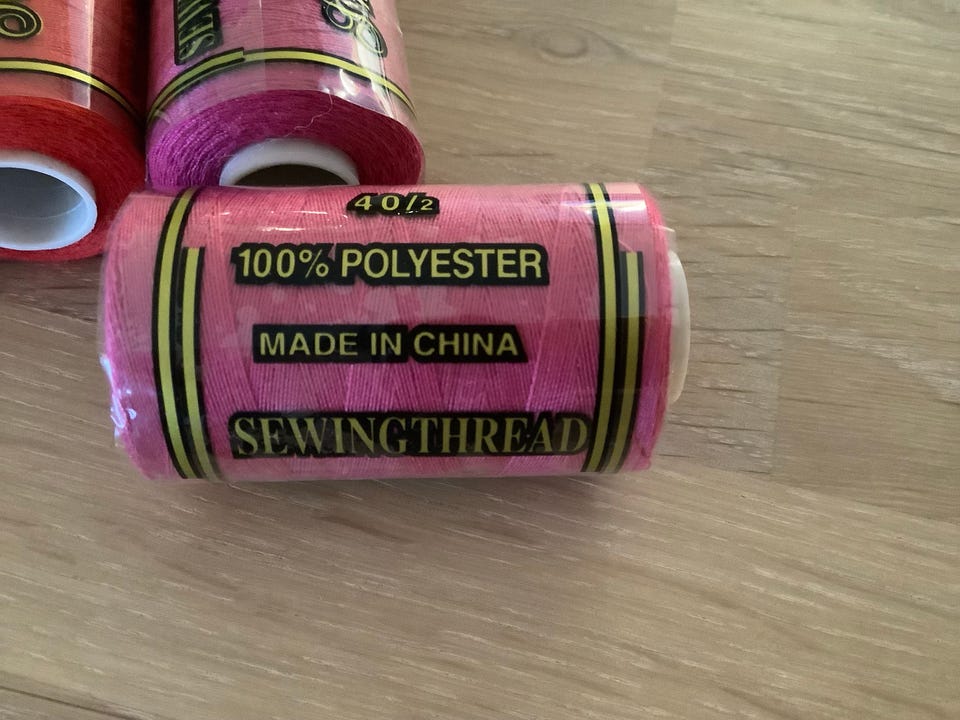 40/2
100% POLYESTER
MADE IN CHINA
SEWINGTHREAD